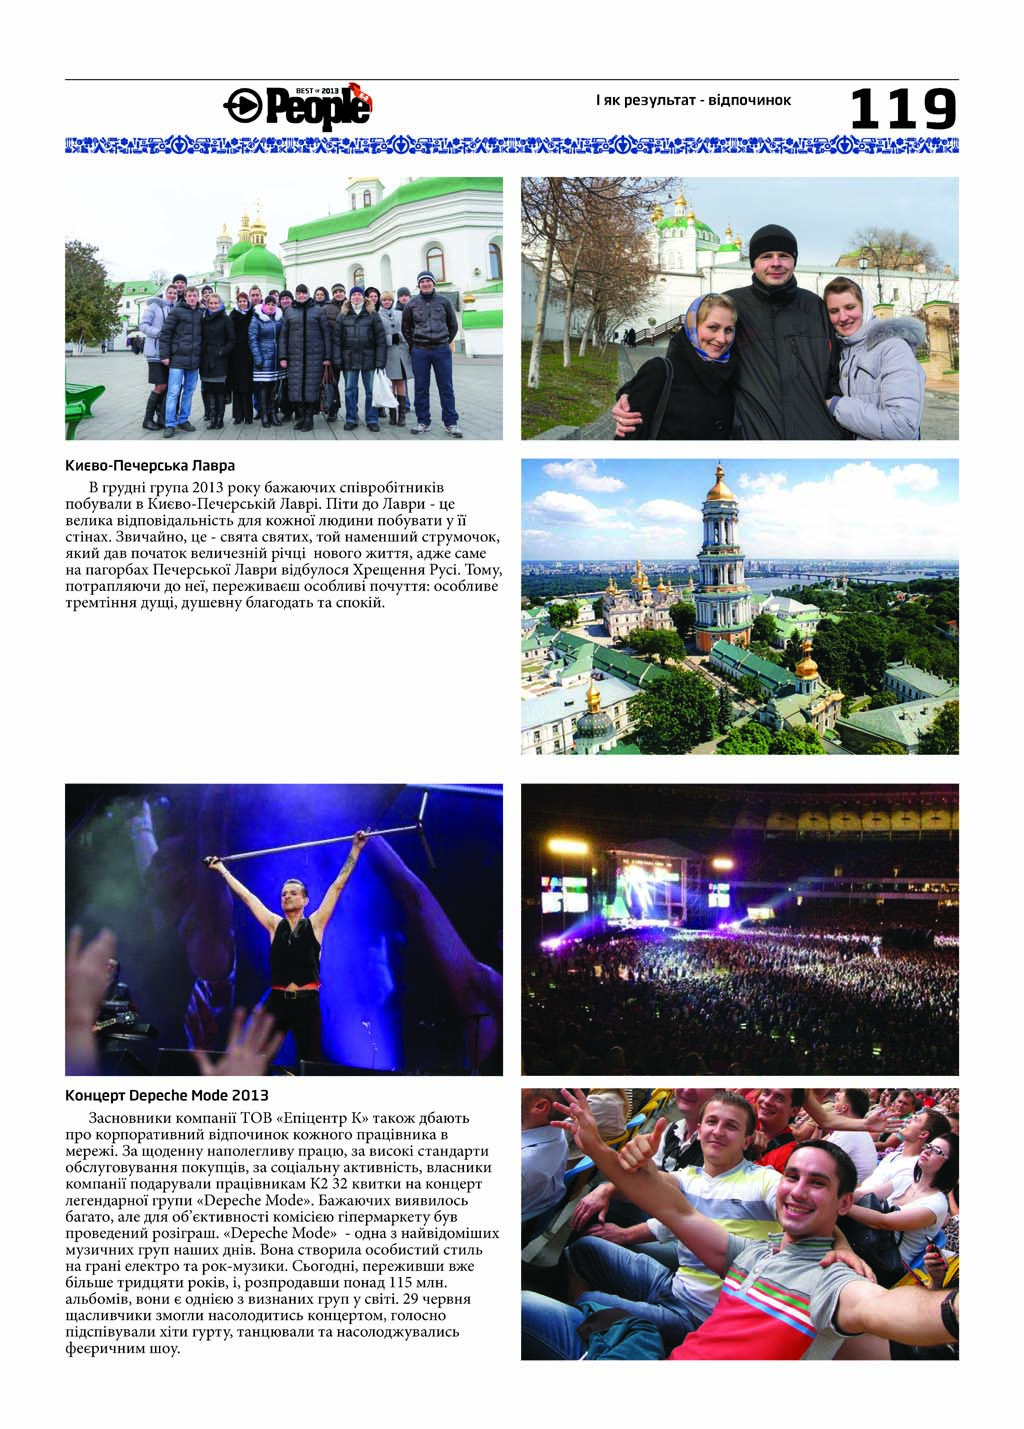 BEST OF 2013
People
І як результат - відпочинок
119
Києво-Печерська Лавра
В грудні група 2013 року бажаючих співробітників
побували в Києво-Печерській Лаврі. Піти до Лаври - це
велика відповідальність для кожної людини побувати у її
стінах. Звичайно, це - свята святих, той наменший струмочок,
який дав початок величезній річці нового життя, адже саме
на пагорбах Печерської Лаври відбулося Хрещення Русі. Тому,
потрапляючи до неї, переживаєш особливі почуття: особливе
тремтіння душі, душевну благодать та спокій.
Концерт Depeche Mode 2013
Засновники компанії ТОВ «Епіцентр К» також дбають
про корпоративний відпочинок кожного працівника в
мережі. За щоденну наполегливу працю, за високі стандарти
обслуговування покупців, за соціальну активність, власники
компанії подарували працівникам К2 32 квитки на концерт
легендарної групи «Depeche Mode». Бажаючих виявилось
багато, але для об’єктивності комісією гіпермаркету був
проведений розіграш. «Depeche Mode» - одна з найвідоміших
музичних груп наших днів. Вона створила особистий стиль
на грані електро та рок-музики. Сьогодні, переживши вже
більше тридцяти років, і, розпродавши понад 115 млн.
альбомів, вони є однією з визнаних груп у світі. 29 червня
щасливчики змогли насолодитись концертом, голосно
підспівували хіти гурту, танцювали та насолоджувались
феєричним шоу.